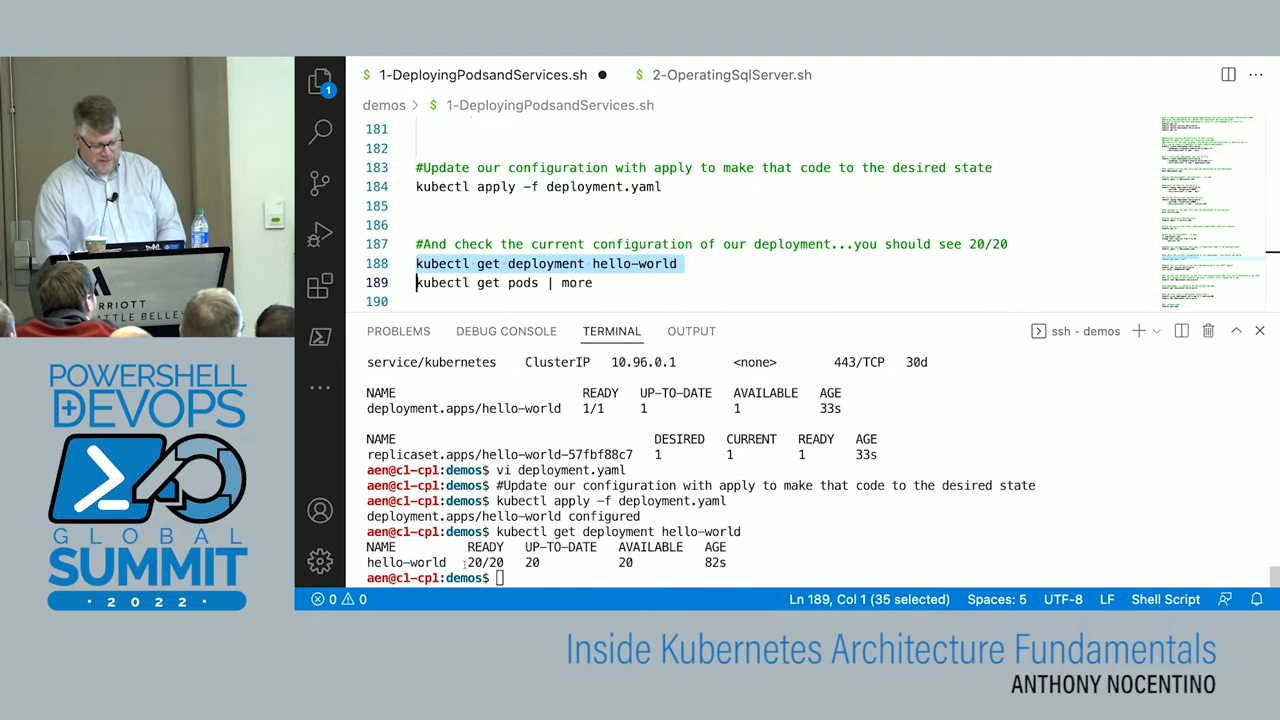 1-DeployingPodsandServices.sh
2-OperatingSqlServer.sh
demos > 1-DeployingPodsandServices.sh
1
181
182
183 #Update our configuration with apply to make that code to the desired state
184 kubectl apply -f deployment.yaml
185
186
187 #And check the current configuration of our deployment...you should see 20/20
188 kubectl get deployment hello-world
189 kubectl get pods | more
190
PROBLEMS DEBUG CONSOLE TERMINAL OUTPUT ssh - demos
service/kubernetes ClusterIP 10.96.0.1 <none> 443/TCP 30d
NAME READY UP-TO-DATE AVAILABLE AGE
deployment.apps/hello-world 1/1 1 1 33s
NAME DESIRED CURRENT READY AGE
replicaset.apps/hello-world-57fbf88c7 1 1 1 33s
aen@c1-cp1:demos$ vi deployment.yaml
aen@c1-cp1:demos$ #Update our configuration with apply to make that code to the desired state
aen@c1-cp1:demos$ kubectl apply -f deployment.yaml
deployment.apps/hello-world configured
aen@c1-cp1:demos$ kubectl get deployment hello-world
NAME READY UP-TO-DATE AVAILABLE AGE
hello-world 20/20 20 20 82s
aen@c1-cp1:demos$
0 0 Ln 189, Col 1 (35 selected) Spaces: 5 UTF-8 LF Shell Script
ARRIOTT
TTLE BELLE
POWERSHELL
+DEVOPS
GLOBAL
SUMMIT
· 2 0 2 2 ·
Inside Kubernetes Architecture Fundamentals
ANTHONY NOCENTINO